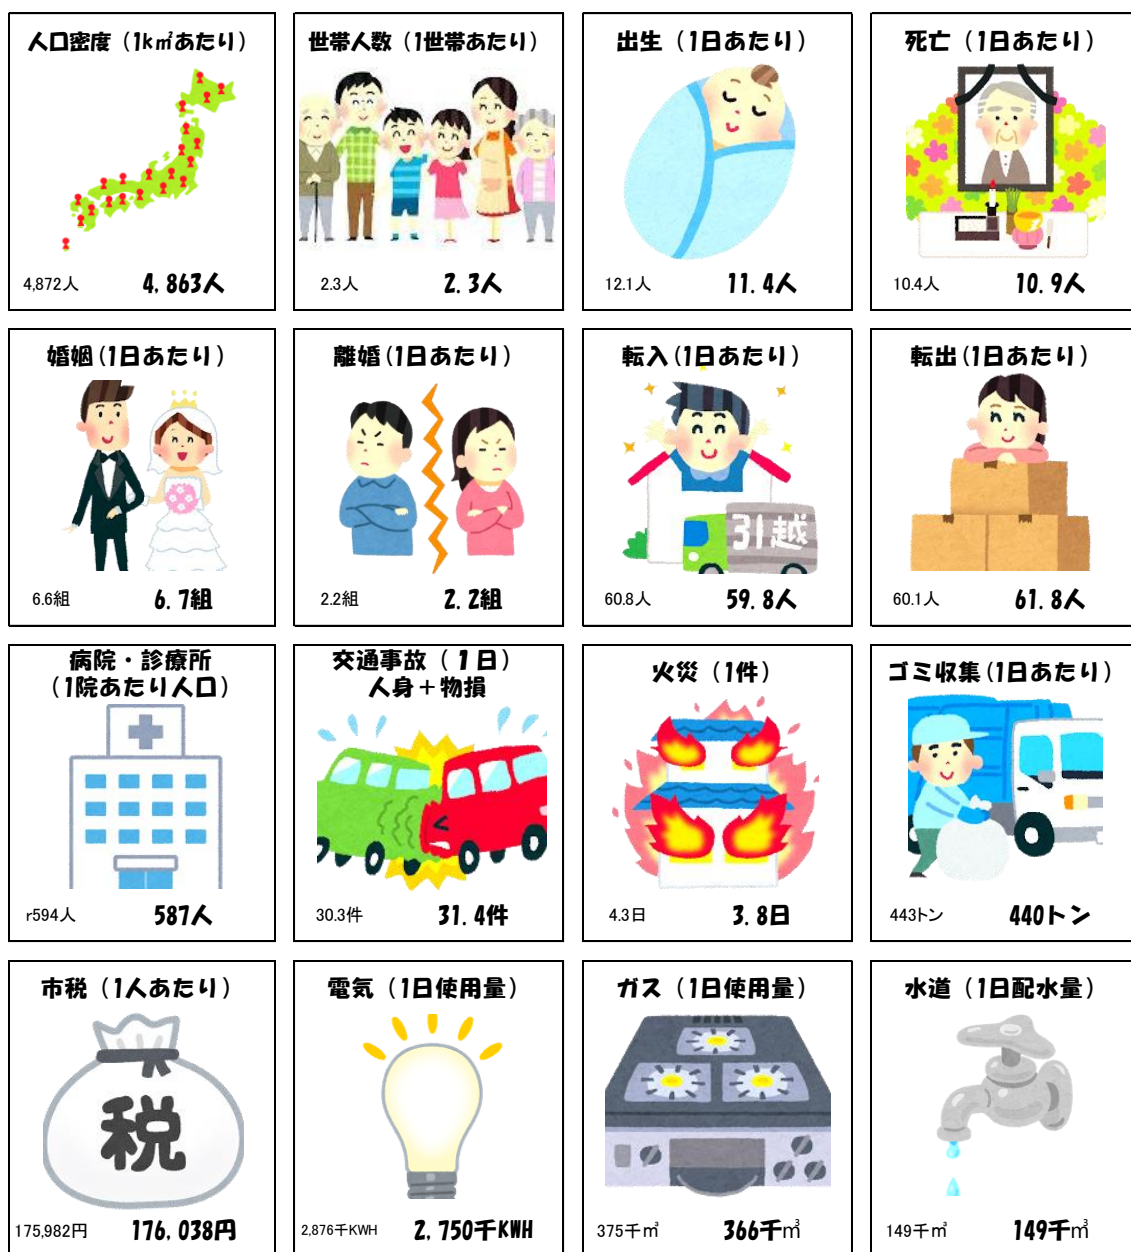 人口密度（1k㎡あたり）
4,872人 4,863人
世帯人数（1世帯あたり）
2.3人 2.3人
出生（1日あたり）
12.1人 11.4人
死亡（1日あたり）
10.4人 10.9人
婚姻(1日あたり)
6.6組 6.7組
離婚(1日あたり)
2.2組 2.2組
転入(1日あたり)
引越
60.8人 59.8人
転出(1日あたり)
60.1人 61.8人
病院・診療所
(1院あたり人口)
r594人 587人
交通事故（1日）
人身＋物損
30.3件 31.4件
火災（1件）
4.3日 3.8日
ゴミ収集(1日あたり)
443トン 440トン
市税（1人あたり）
税
175,982円 176,038円
電気（1日使用量）
2,876千KWH 2,750千KWH
ガス（1日使用量）
375千㎥ 366千㎥
水道（1日配水量）
149千㎥ 149千㎥